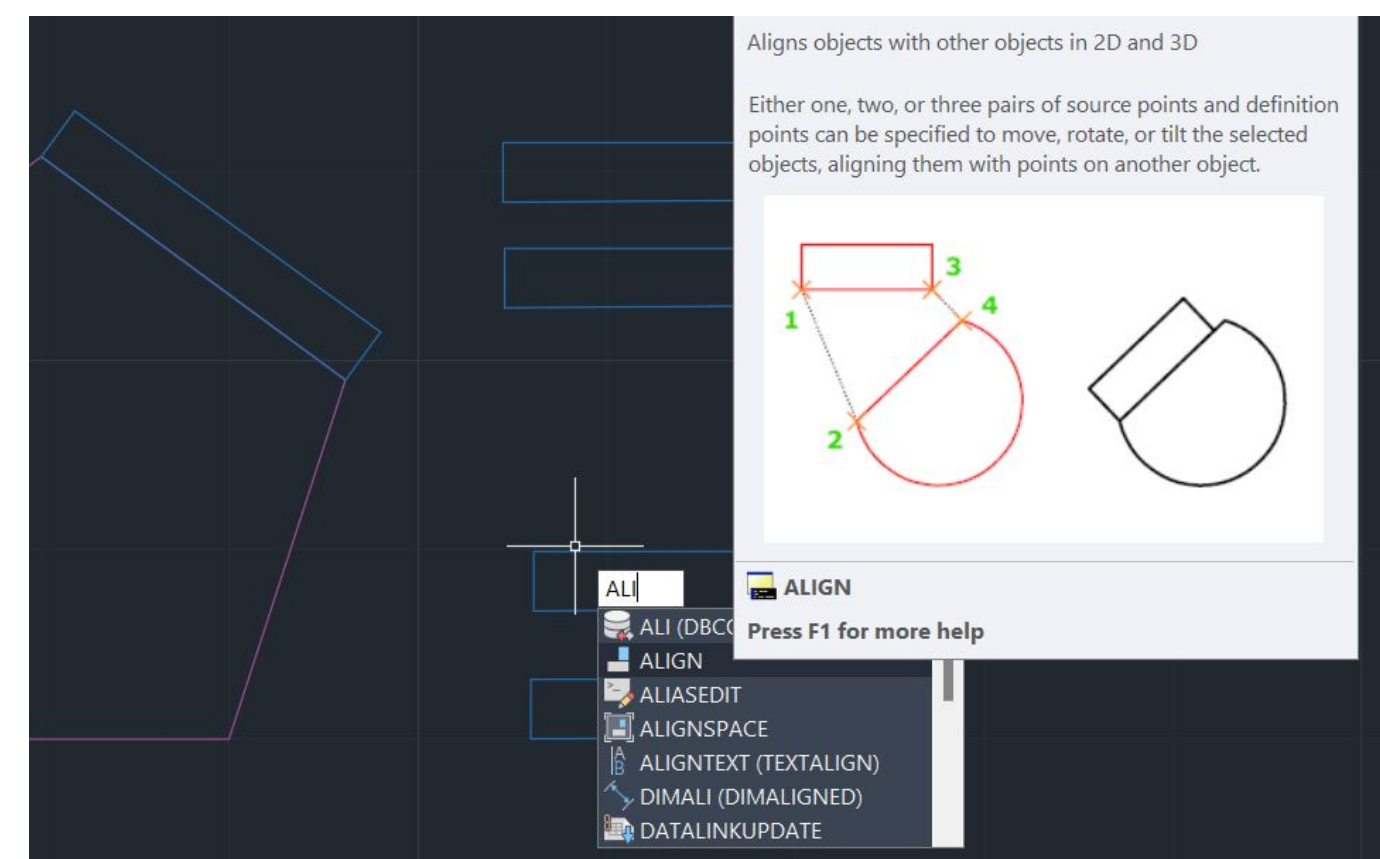 Aligns objects with other objects in 2D and 3D
Either one, two, or three pairs of source points and definition
points can be specified to move, rotate, or tilt the selected
objects, aligning them with points on another object.
3
4
1
2
ALIGN
Press F1 for more help
ALI
ALI (DBC
ALIGN
ALIASEDIT
ALIGNSPACE
A
B
ALIGNTEXT (TEXTALIGN)
DIMALI (DIMALIGNED)
DATALINKUPDATE